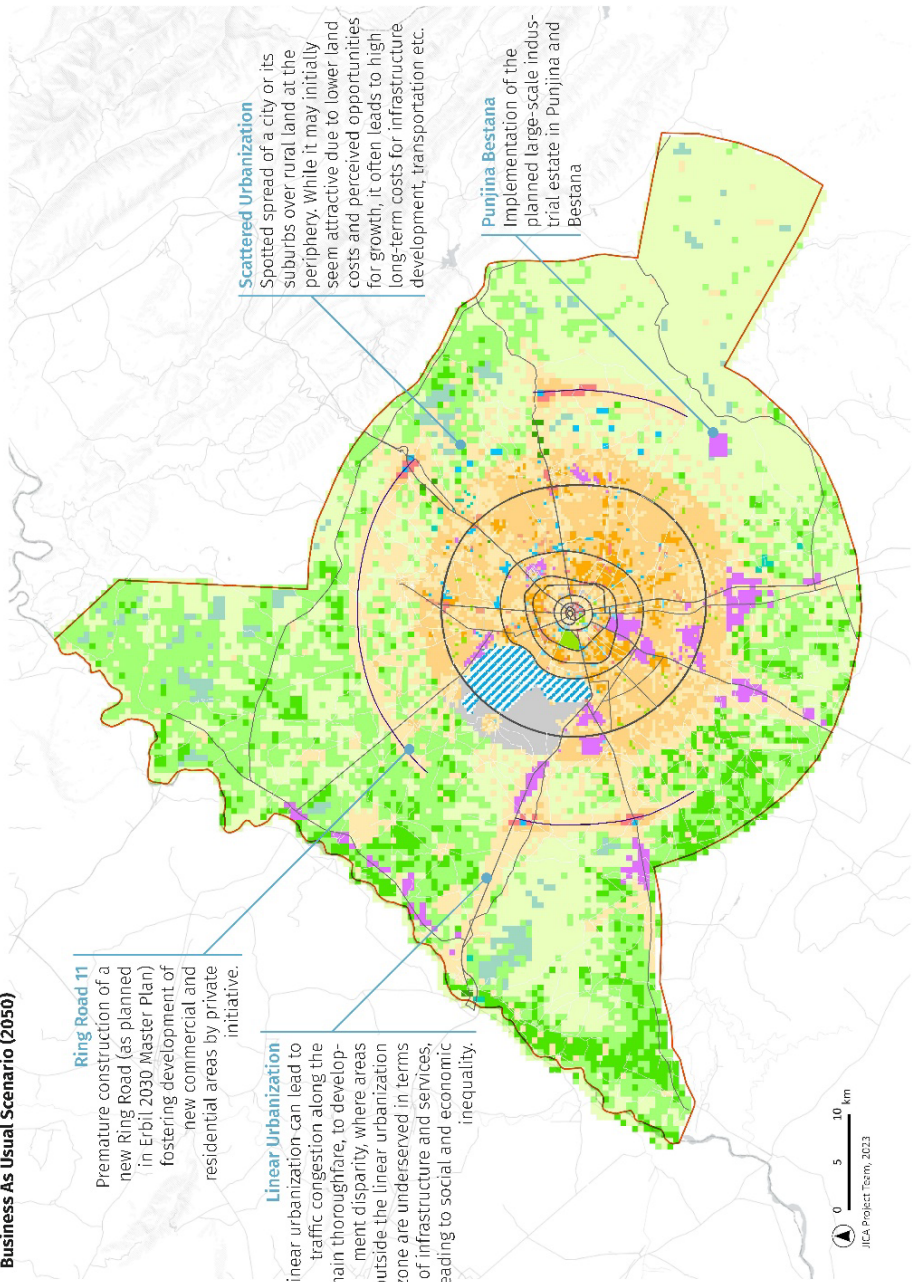 Business As Usual Scenario (2050)
Ring Road 11
Premature construction of a
new Ring Road (as planned
in Erbil 2030 Master Plan)
fostering development of
new commercial and
residential areas by private
initiative.
Linear Urbanization
inear urbanization can lead to
traffic congestion along the
main thoroughfare, to develop-
ment disparity, where areas
outside the linear urbanization
zone are underserved in terms
of infrastructure and services,
eading to social and economic
inequality.
Scattered Urbanization
Spotted spread of a city or its
suburbs over rural land at the
periphery. While it may initially
seem attractive due to lower land
costs and perceived opportunities
for growth, it often leads to high
long-term costs for infrastructure
development, transportation etc.
Punjina Bestana
Implementation of the
planned large-scale indus-
trial estate in Punjina and
Bestana
0 5 10 km
JICA Project Team, 2023